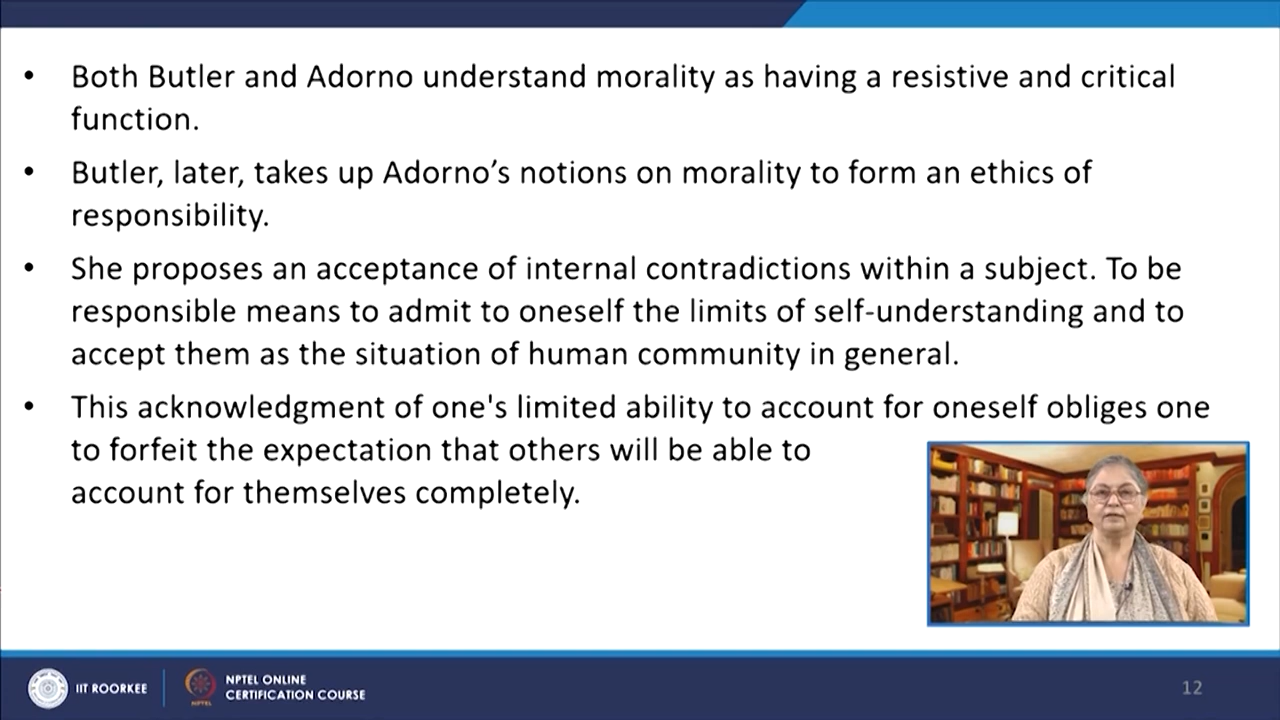 • Both Butler and Adorno understand morality as having a resistive and critical
function.
• Butler, later, takes up Adorno’s notions on morality to form an ethics of
responsibility.
• She proposes an acceptance of internal contradictions within a subject. To be
responsible means to admit to oneself the limits of self-understanding and to
accept them as the situation of human community in general.
• This acknowledgment of one's limited ability to account for oneself obliges one
to forfeit the expectation that others will be able to
account for themselves completely.
IIT ROORKEE
NPTEL
NPTEL ONLINE
CERTIFICATION COURSE
12